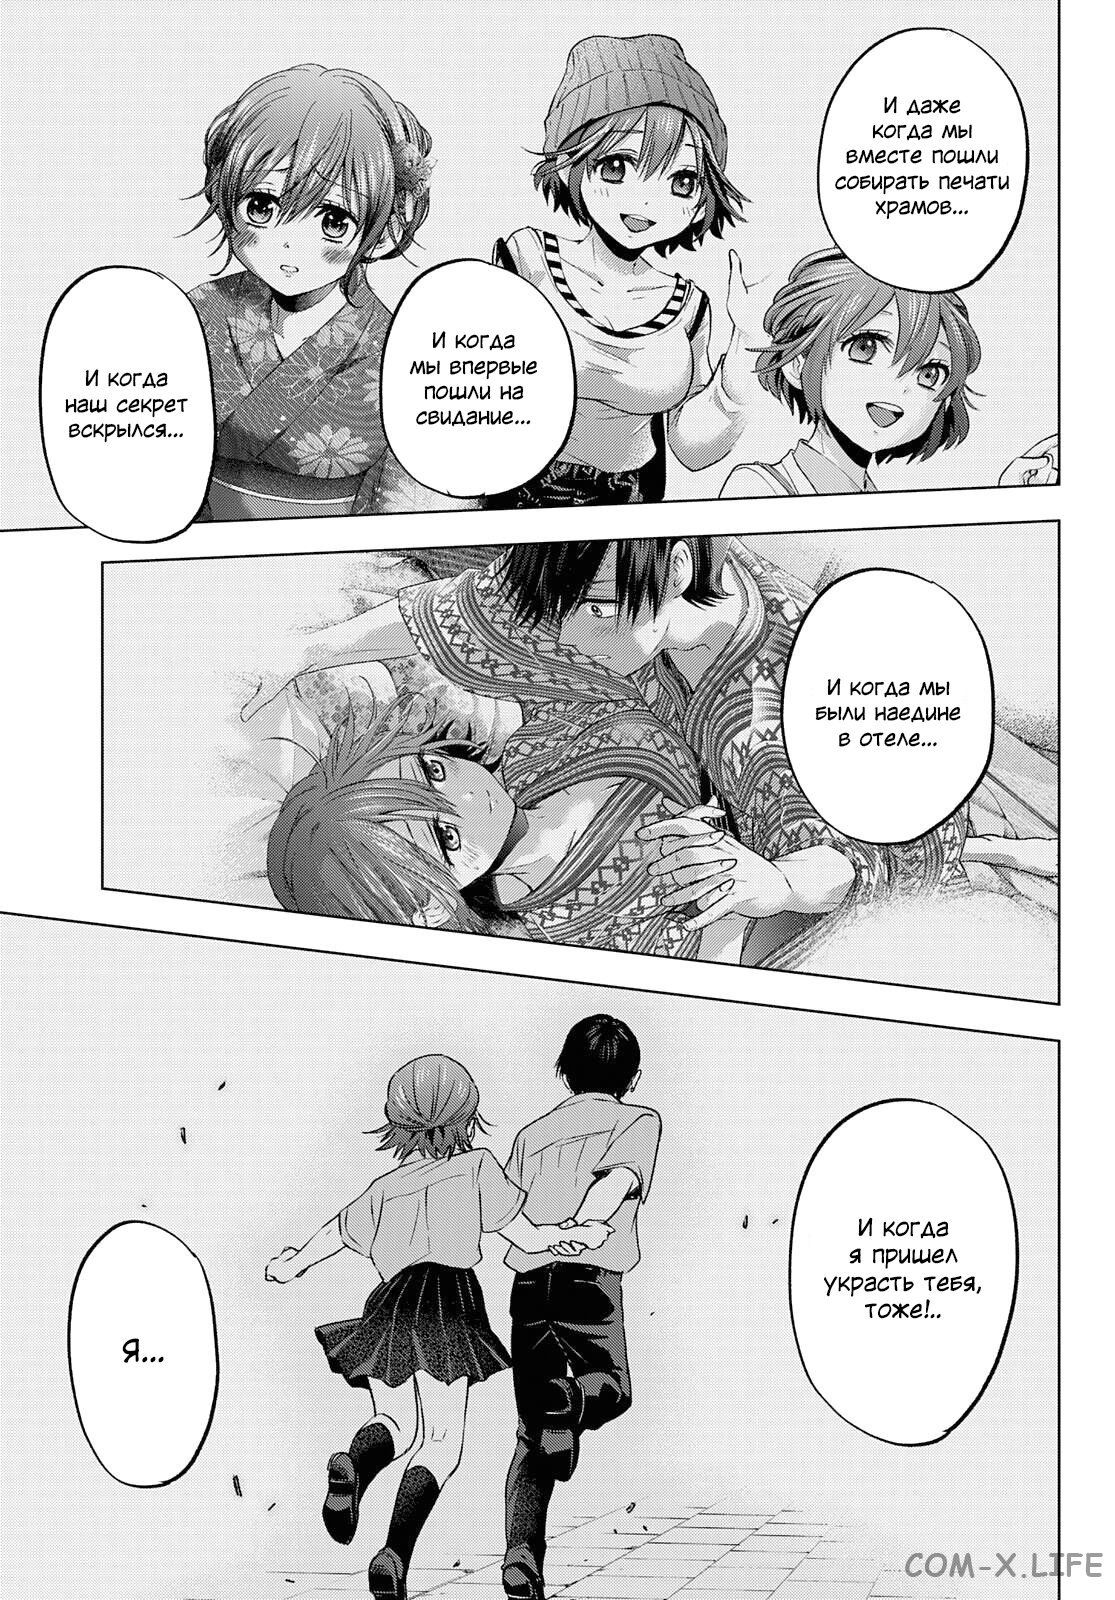 И даже
когда мы
вместе пошли
собирать печати
храмов...
И когда
мы впервые
пошли на
свидание...
И когда
наш секрет
вскрылся...
И когда мы
были наедине
в отеле...
И когда
я пришел
украсть тебя,
тоже!..
Я...
COM-X.LIFE